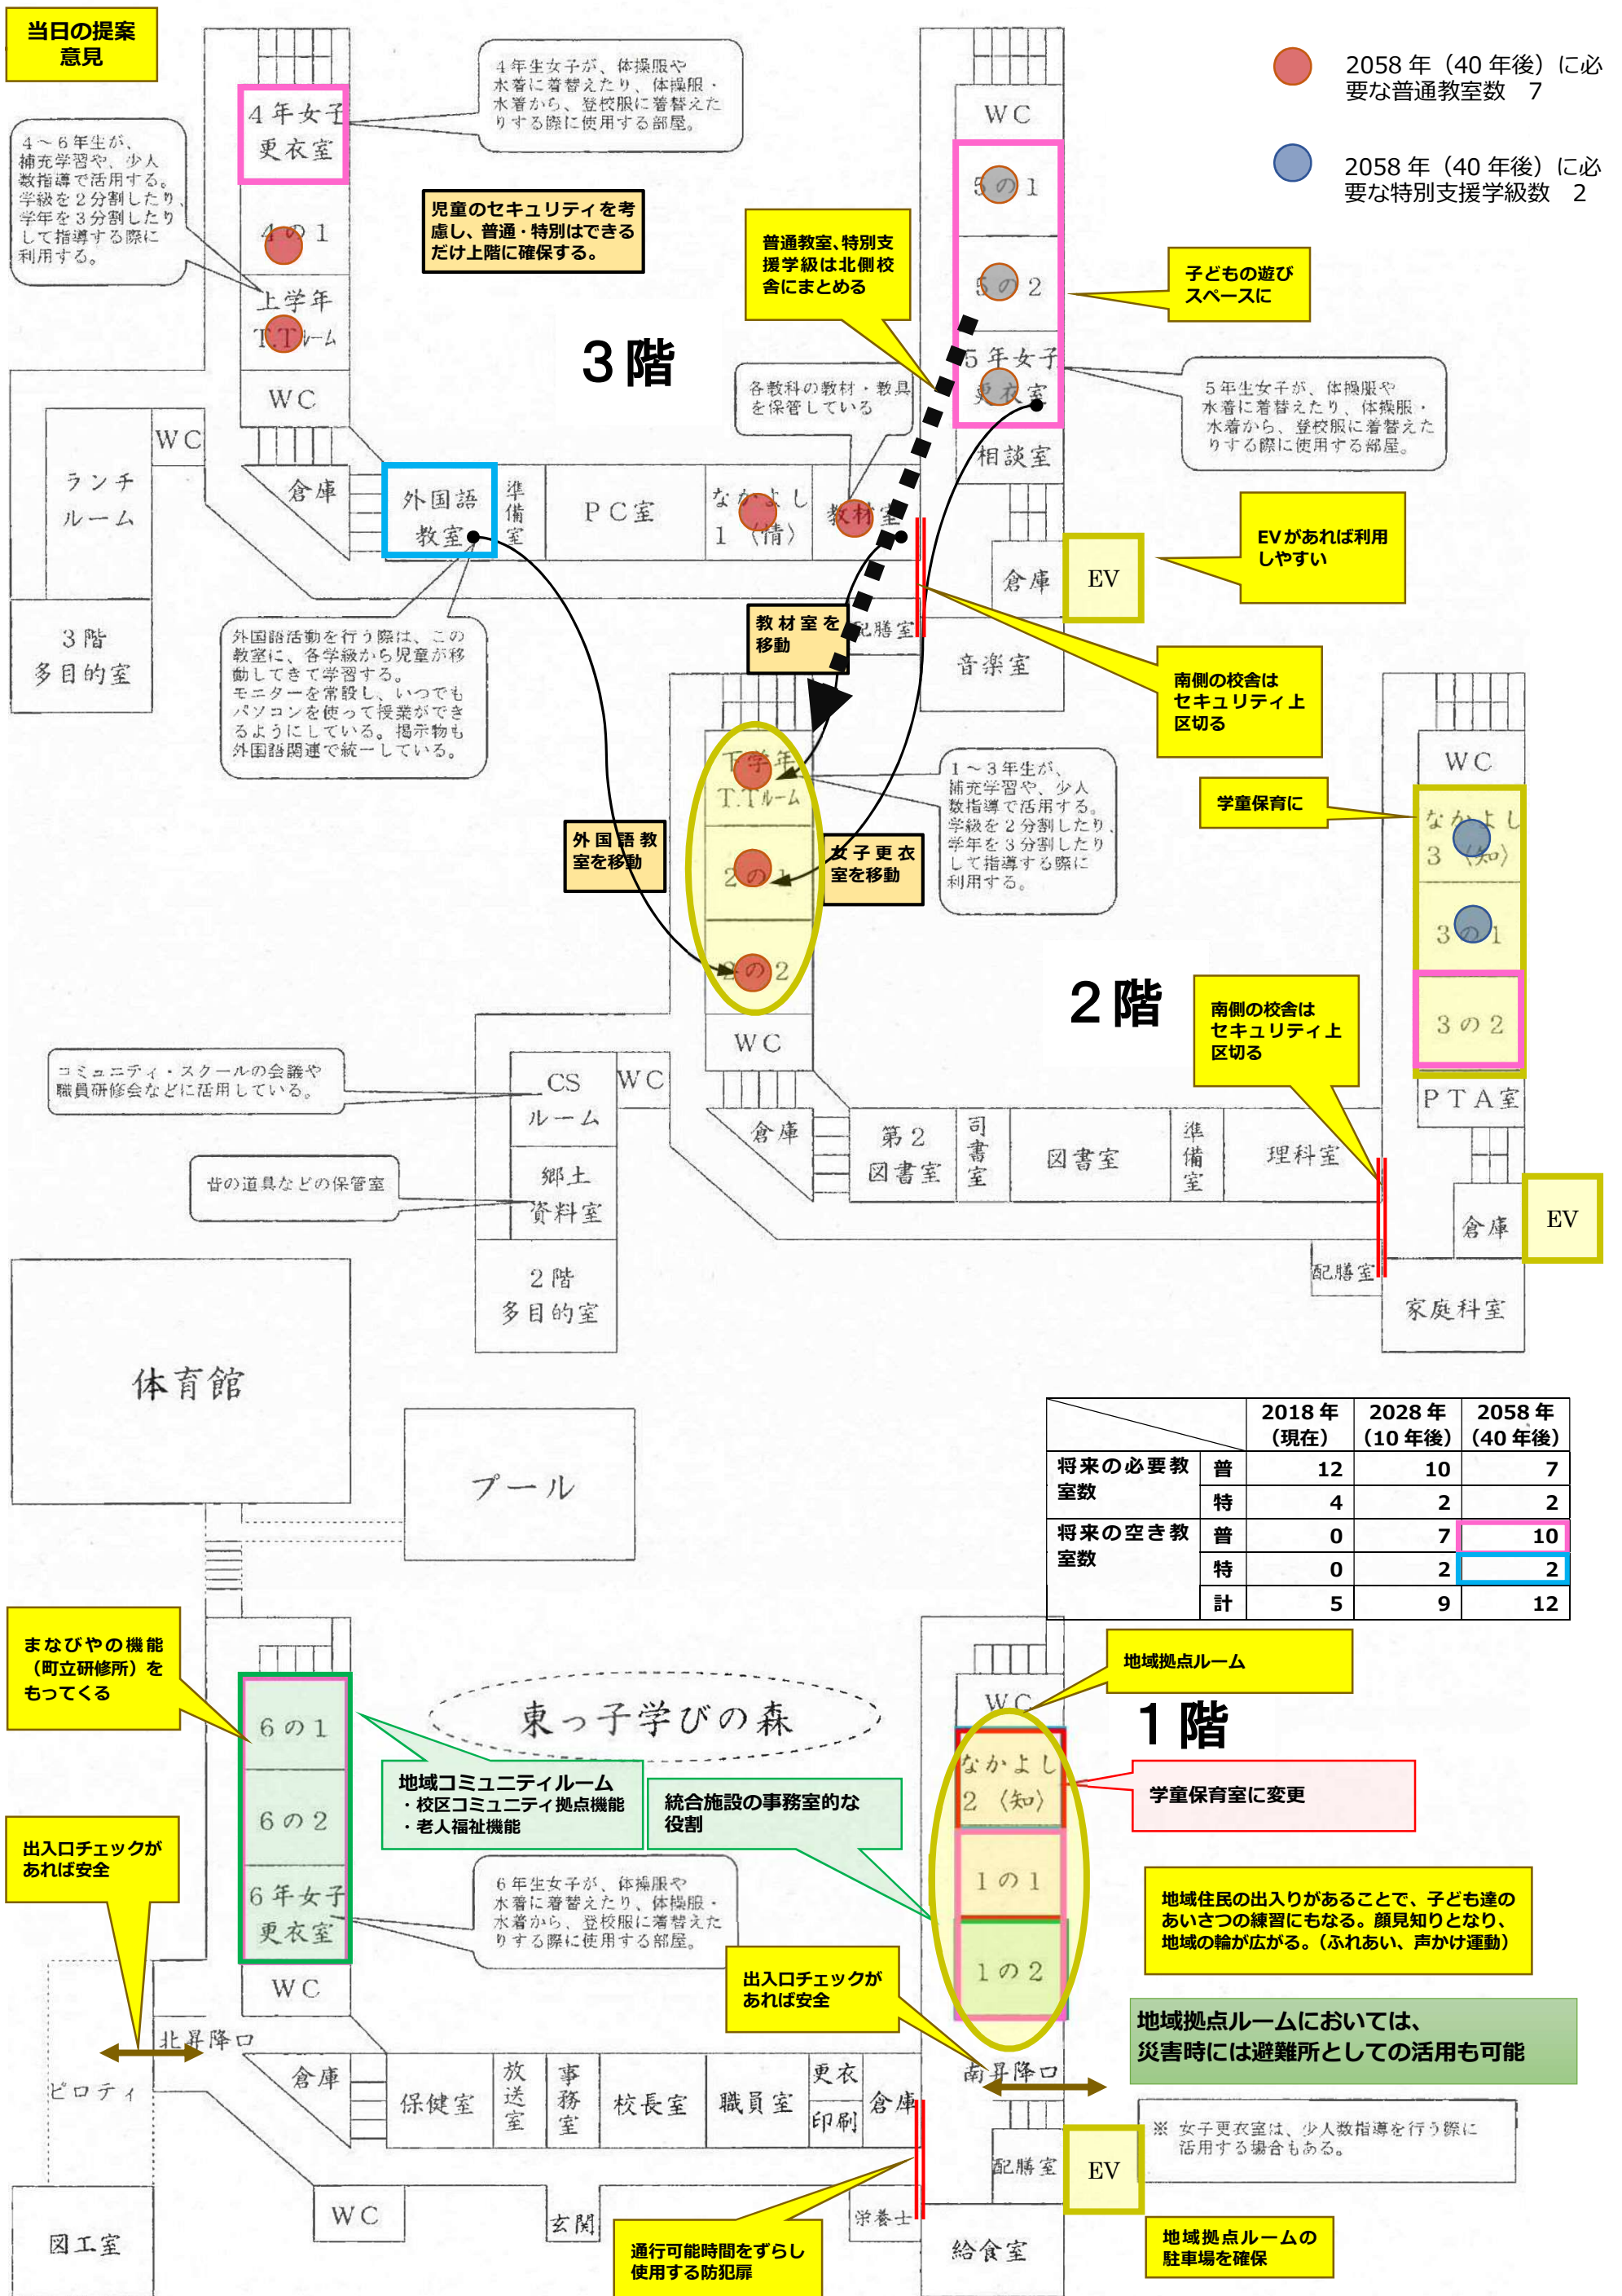 当日の提案
意見
4年生女子が、体操服や
水着に着替えたり、体操服・
水着から、登校服に着替えた
りする際に使用する部屋。
2058 年（40 年後）に必
要な普通教室数　7
2058 年（40 年後）に必
要な特別支援学級数　2
4年女子
更衣室
4～6年生が、
補充学習や、少人
数指導で活用する。
学級を2分割したり、
学年を3分割したり
して指導する際に
利用する。
4の1
上学年
T.Tルーム
WC
児童のセキュリティを考
慮し、普通・特別はできる
だけ上階に確保する。
普通教室、特別支
援学級は北側校
舎にまとめる
WC
5の1
5の2
5年女子
更衣室
相談室
子どもの遊び
スペースに
3階
各教科の教材・教具
を保管している
5年生女子が、体操服や
水着に着替えたり、体操服・
水着から、登校服に着替えた
りする際に使用する部屋。
ランチ
ルーム
WC
倉庫
外国語
教室
準備室
PC室
なかよし
1（情）
教材室
倉庫
EV
EVがあれば利用
しやすい
3階
多目的室
外国語活動を行う際は、この
教室に、各学級から児童が移
動してきて学習する。
モニターを常設し、いつでも
パソコンを使って授業ができ
るようにしている。掲示物も
外国語関連で統一している。
教材室を
移動
配膳室
音楽室
南側の校舎は
セキュリティ上
区切る
下学年
T.Tルーム
1～3年生が、
補充学習や、少人
数指導で活用する。
学級を2分割したり、
学年を3分割したり
して指導する際に
利用する。
WC
学童保育に
なかよし
3（知）
外国語教
室を移動
2の1
女子更衣
室を移動
3の1
2の2
2階
南側の校舎は
セキュリティ上
区切る
3の2
WC
コミュニティ・スクールの会議や
職員研修会などに活用している。
CS
ルーム
WC
PTA室
倉庫
第2
図書室
司書室
図書室
準備室
理科室
昔の道具などの保管室
郷土
資料室
倉庫
EV
2階
多目的室
配膳室
家庭科室
体育館
プール
2018 年
（現在）
2028 年
（10 年後）
2058 年
（40 年後）
将来の必要教
室数
普 12 10 7
特 4 2 2
将来の空き教
室数
普 0 7 10
特 0 2 2
計 5 9 12
まなびやの機能
（町立研修所）を
もってくる
6の1
東っ子学びの森
地域拠点ルーム
WC
1階
なかよし
2（知）
地域コミュニティルーム
・校区コミュニティ拠点機能
・老人福祉機能
統合施設の事務室的な
役割
学童保育室に変更
6の2
出入口チェックが
あれば安全
6年女子
更衣室
6年生女子が、体操服や
水着に着替えたり、体操服・
水着から、登校服に着替えた
りする際に使用する部屋。
1の1
地域住民の出入りがあることで、子ども達の
あいさつの練習にもなる。顔見知りとなり、
地域の輪が広がる。（ふれあい、声かけ運動）
WC
出入口チェックが
あれば安全
1の2
地域拠点ルームにおいては、
災害時には避難所としての活用も可能
北昇降口
ピロティ
倉庫
保健室
放送室
事務室
校長室
職員室
更衣
印刷
倉庫
南昇降口
※ 女子更衣室は、少人数指導を行う際に
活用する場合もある。
配膳室
EV
図工室
WC
玄関
通行可能時間をずらし
使用する防犯扉
栄養士
給食室
地域拠点ルームの
駐車場を確保